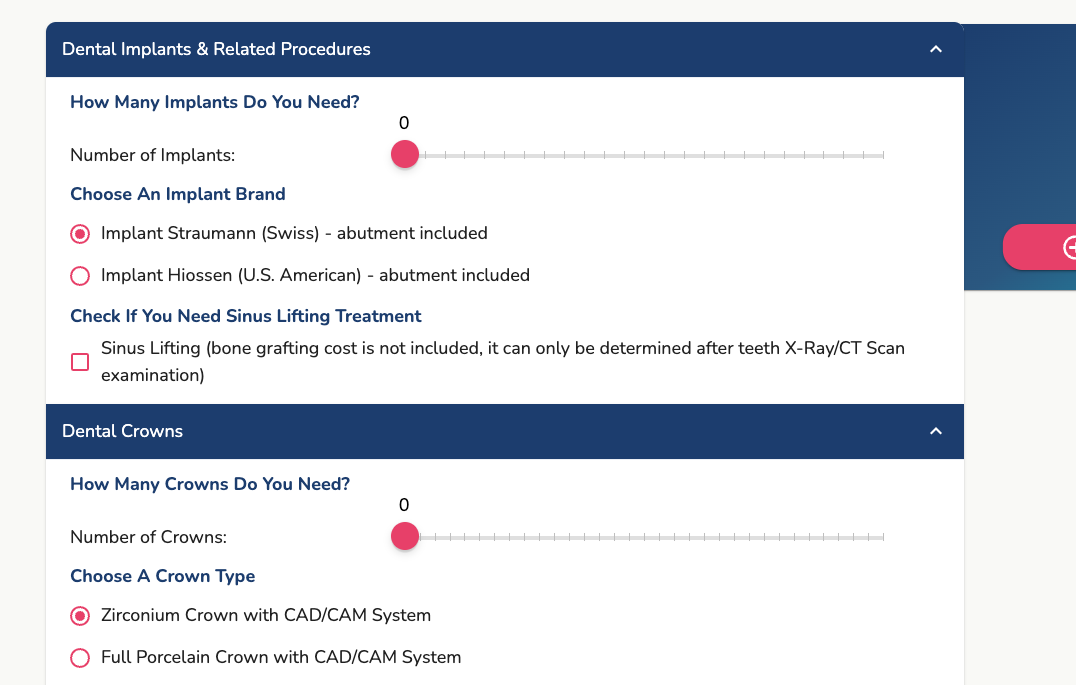 Dental Implants & Related Procedures
How Many Implants Do You Need?
0
Number of Implants:
Choose An Implant Brand
Implant Straumann (Swiss) - abutment included
Implant Hiossen (U.S. American) - abutment included
Check If You Need Sinus Lifting Treatment
Sinus Lifting (bone grafting cost is not included, it can only be determined after teeth X-Ray/CT Scan
examination)
Dental Crowns
How Many Crowns Do You Need?
0
Number of Crowns:
Choose A Crown Type
Zirconium Crown with CAD/CAM System
Full Porcelain Crown with CAD/CAM System